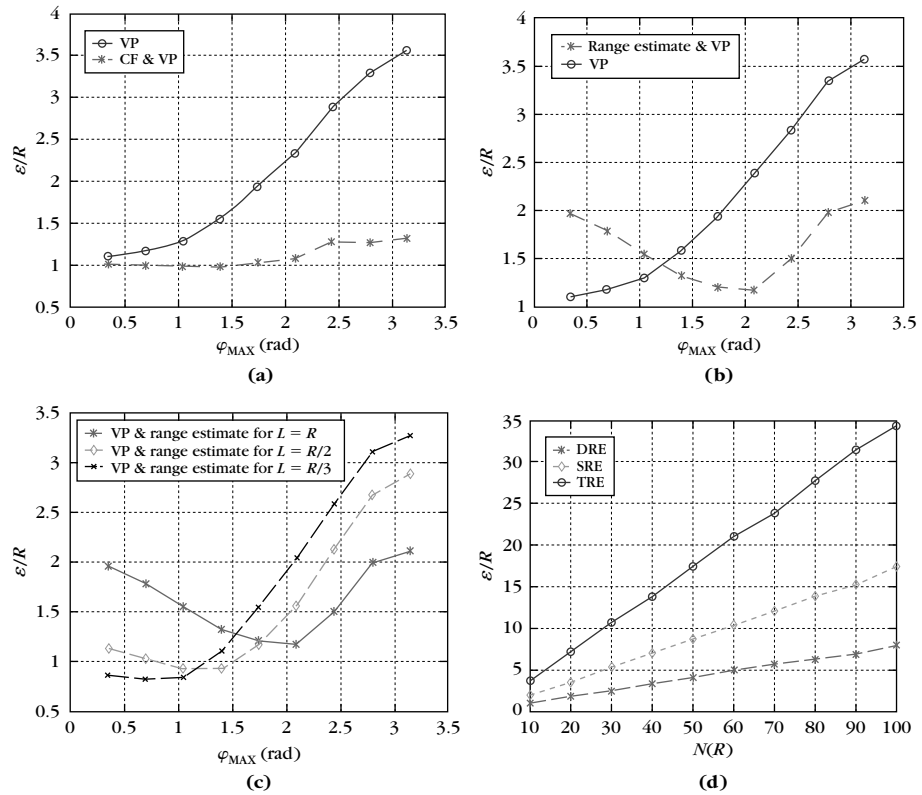 4
3.5
3
2.5
2
1.5
1
0.5
ε/R
VP
CF & VP
0 0.5 1 1.5 2 2.5 3 3.5
φMAX (rad)
(a)
4
3.5
3
2.5
2
1.5
1
ε/R
Range estimate & VP
VP
0 0.5 1 1.5 2 2.5 3 3.5
φMAX (rad)
(b)
3.5
3
2.5
2
1.5
1
0.5
ε/R
VP & range estimate for L = R
VP & range estimate for L = R/2
VP & range estimate for L = R/3
0 0.5 1 1.5 2 2.5 3 3.5
φMAX (rad)
(c)
35
30
25
20
15
10
5
0
ε/R
DRE
SRE
TRE
10 20 30 40 50 60 70 80 90 100
N(R)
(d)